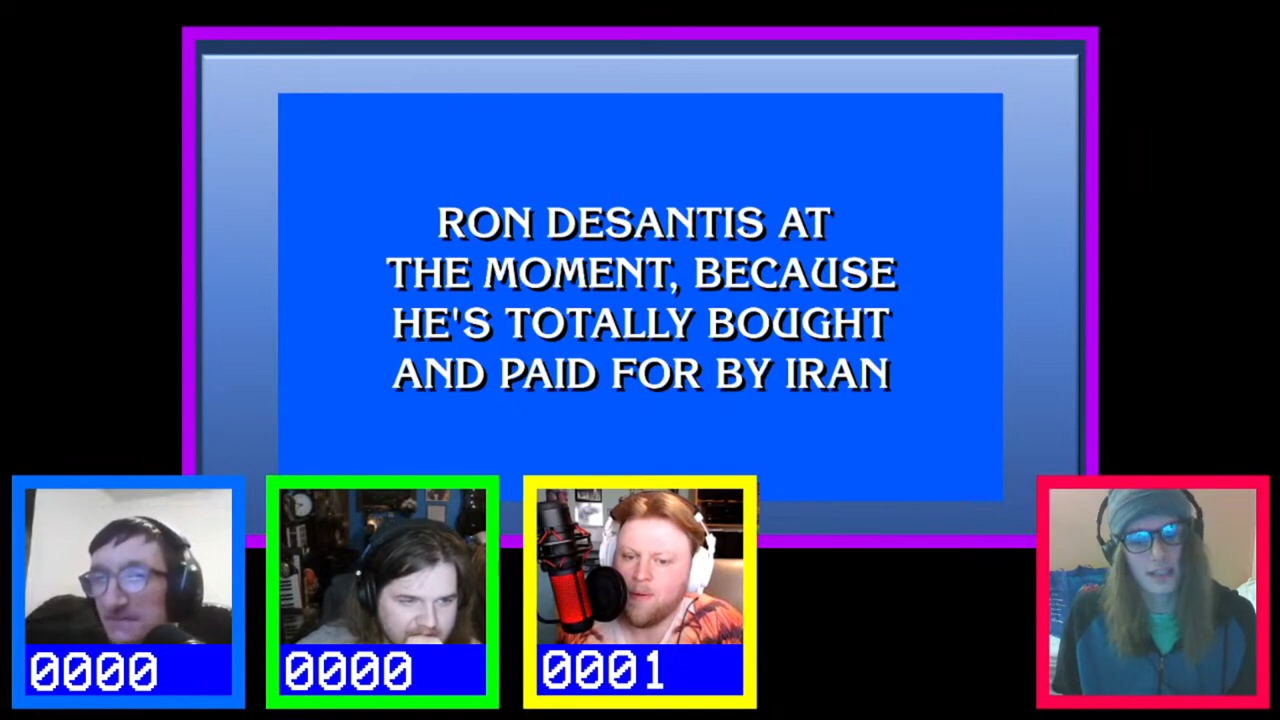 RON DESANTIS AT
THE MOMENT, BECAUSE
HE'S TOTALLY BOUGHT
AND PAID FOR BY IRAN
0000
0000
0001